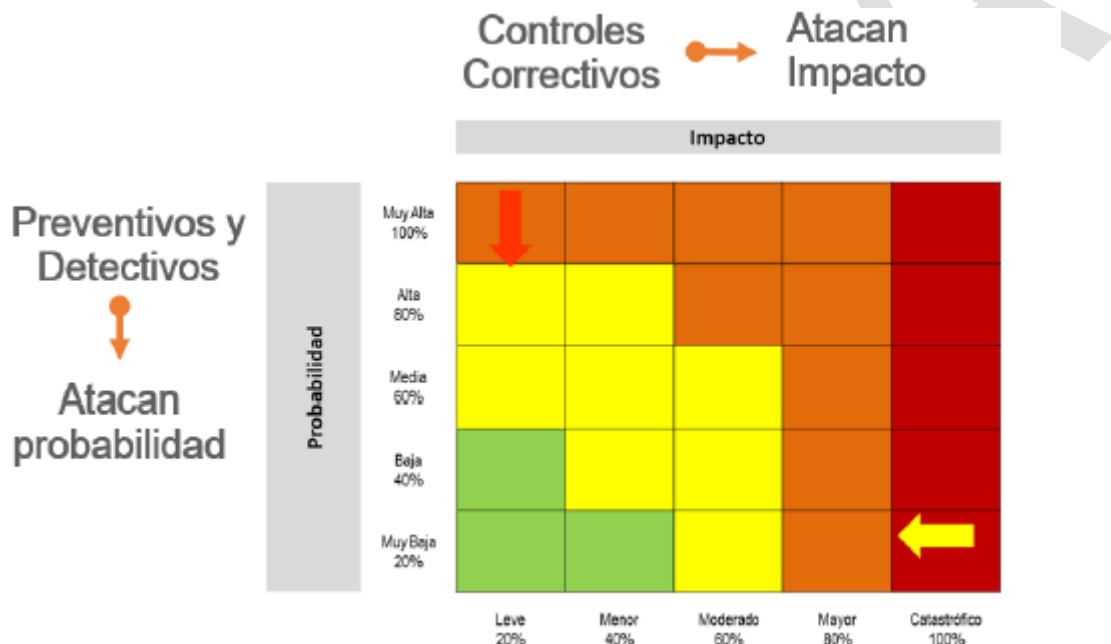 Controles
Correctivos
Atacan
Impacto
Impacto
Preventivos y
Detectivos
Atacan
probabilidad
Probabilidad
Muy Alta
100%
Alta
80%
Media
60%
Baja
40%
Muy Baja
20%
Leve
20%
Menor
40%
Moderado
60%
Mayor
80%
Catastrófico
100%